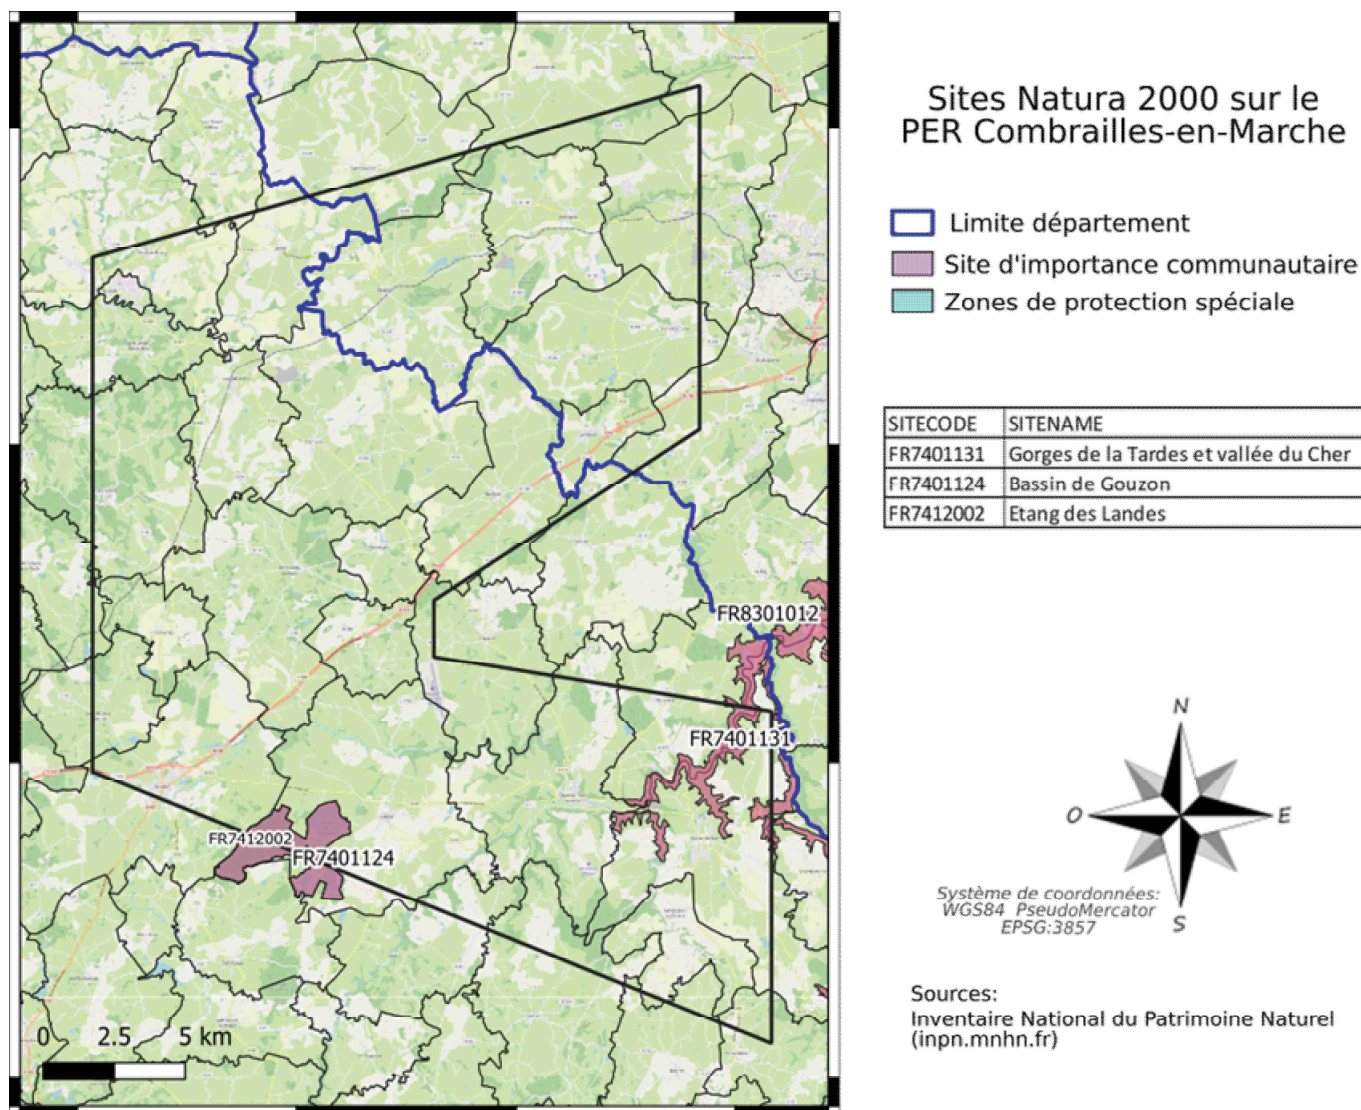 Sites Natura 2000 sur le
PER Combrailles-en-Marche
Limite département
Site d'importance communautaire
Zones de protection spéciale
SITECODE SITENAME
FR7401131 Gorges de la Tardes et vallée du Cher
FR7401124 Bassin de Gouzon
FR7412002 Etang des Landes
FR8301012
FR7401131
FR7412002
FR7401124
0 2.5 5 km
N
O E
S
Système de coordonnées:
WGS84 PseudoMercator
EPSG:3857
Sources:
Inventaire National du Patrimoine Naturel
(inpn.mnhn.fr)